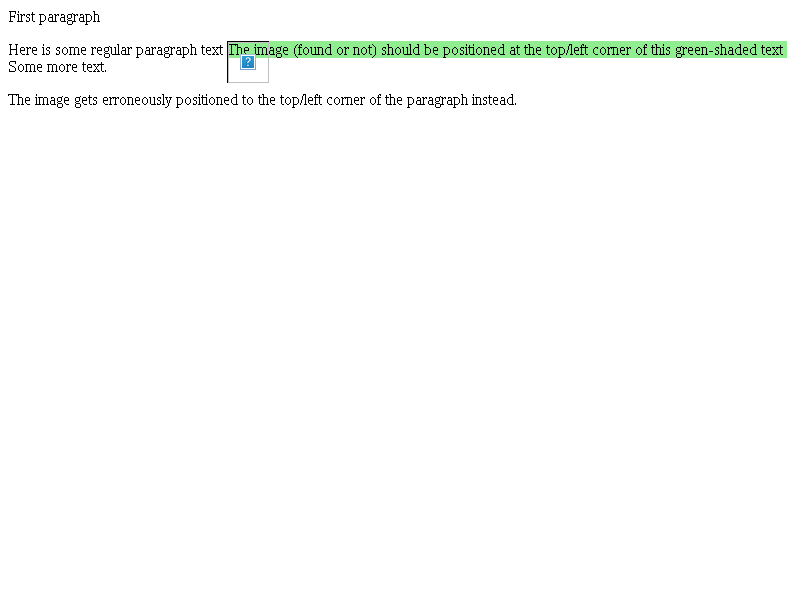 First paragraph
Here is some regular paragraph text The image (found or not) should be positioned at the top/left corner of this green-shaded text
Some more text.
?
The image gets erroneously positioned to the top/left corner of the paragraph instead.